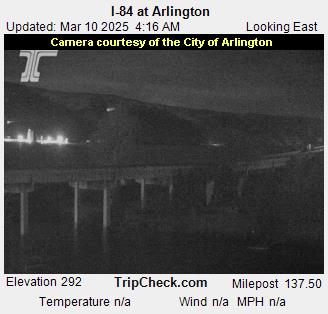 I-84 at Arlington
Updated: Mar 10 2025 4:16 AM Looking East
Camera courtesy of the City of Arlington
Elevation 292 TripCheck.com Milepost 137.50
Temperature n/a Wind n/a MPH n/a